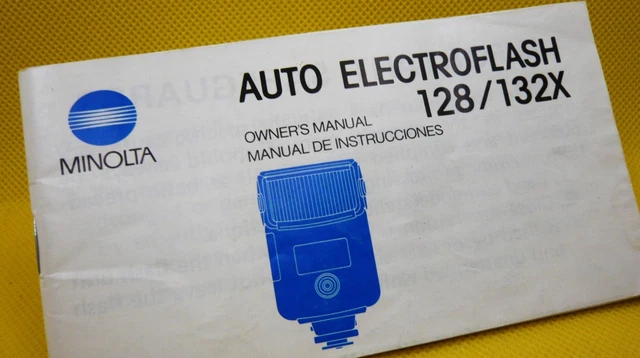 AUTO ELECTROFLASH
128/132X
OWNER'S MANUAL
MANUAL DE INSTRUCCIONES
MINOLTA